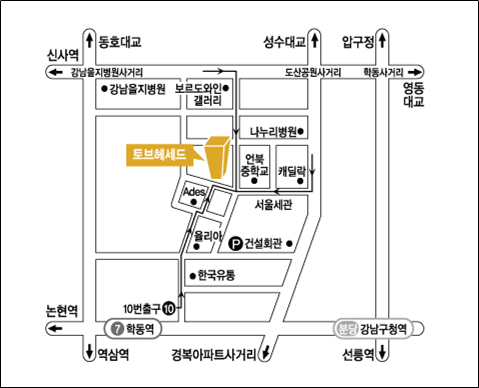 동호대교
성수대교
압구정
신사역
강남을지병원사거리
도산공원사거리
학동사거리
영동
대교
강남을지병원
보르도와인
갤러리
나누리병원
토브헤세드
언북
중학교
캐딜락
Ades
서울세관
율리아
P 건설회관
한국유통
10번출구 10
논현역
7 학동역
분당 강남구청역
역삼역
경복아파트사거리
선릉역